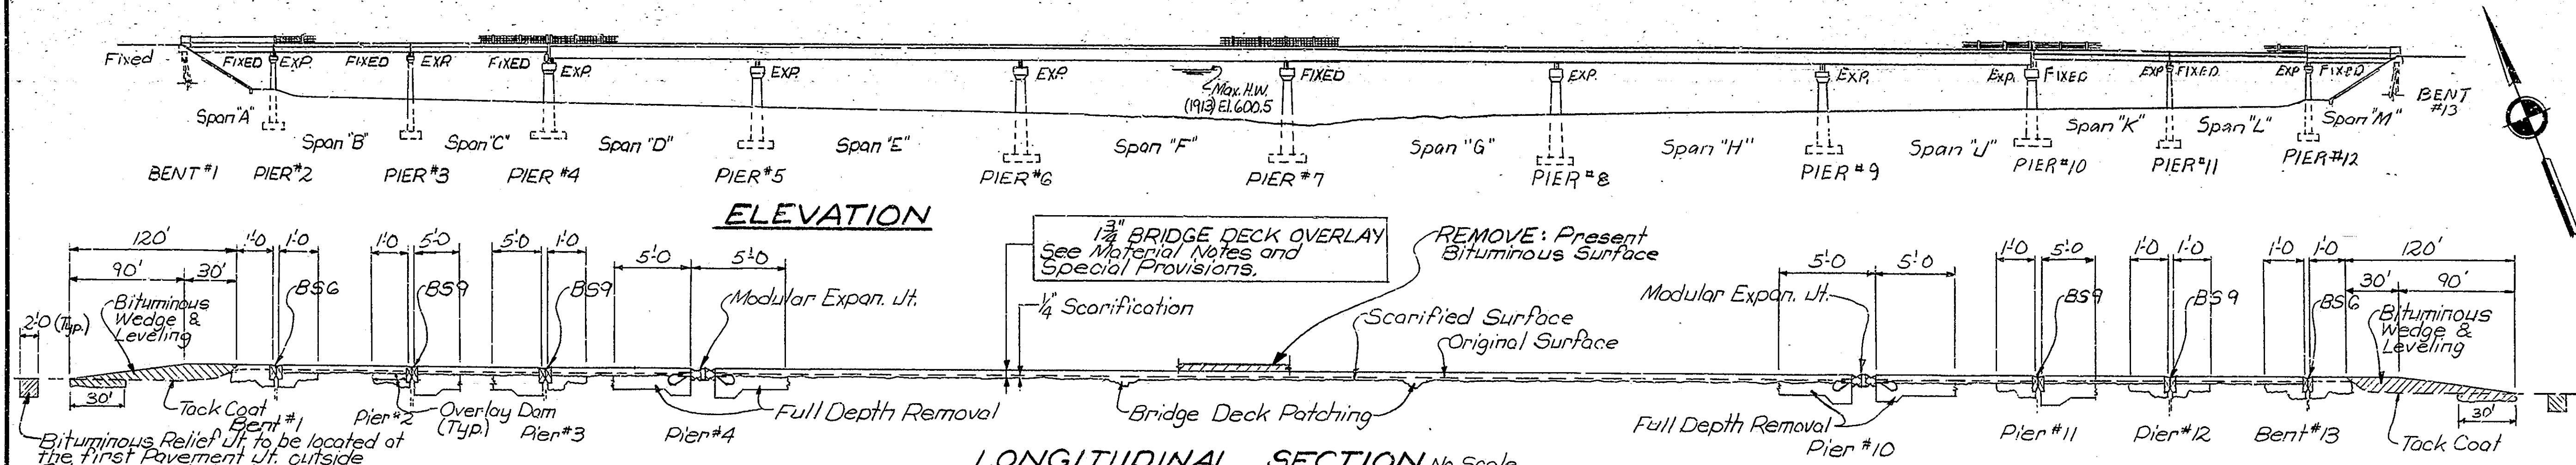 Fixed FIXED EXP. FIXED EXP. FIXED EXP. EXP. EXP. FIXED EXP. EXP. Exp. FIXED EXP FIXED EXP FIXED
Max. H.W.
(1913) El. 600.5
BENT
#13
Span "A" Span "B" Span "C" Span "D" Span "E" Span "F" Span "G" Span "H" Span "J" Span "K" Span "L" Span "M"
BENT #1 PIER #2 PIER #3 PIER #4 PIER #5 PIER #6 PIER #7 PIER #8 PIER #9 PIER #10 PIER #11 PIER #12
ELEVATION
120' 1'-0 1'-0 1'-0 5'-0 5'-0 1'-0 5'-0 5'-0
1 3/4" BRIDGE DECK OVERLAY
See Material Notes and
Special Provisions.
REMOVE: Present
Bituminous Surface
5'-0 5'-0 1'-0 5'-0 1'-0 1'-0 1'-0 1'-0 120'
90' 30' 30' 90'
Bituminous
Wedge &
Leveling
2'-0 (Typ.)
BS6 BS9 BS9 Modular Expan. Jt.
1/4" Scarification
Scarified Surface
Original Surface
Modular Expan. Jt. BS9 BS9 BS6
Bituminous
Wedge &
Leveling
30' Tack Coat
Bent #1 Pier #2
Overlay Dam
(Typ.)
Pier #3 Full Depth Removal
Pier #4
Bridge Deck Patching
Full Depth Removal
Pier #10 Pier #11 Pier #12 Bent #13
30'
Tack Coat
Bituminous Relief Jt. to be located at
the first Pavement Jt. outside
LONGITUDINAL SECTION No Scale